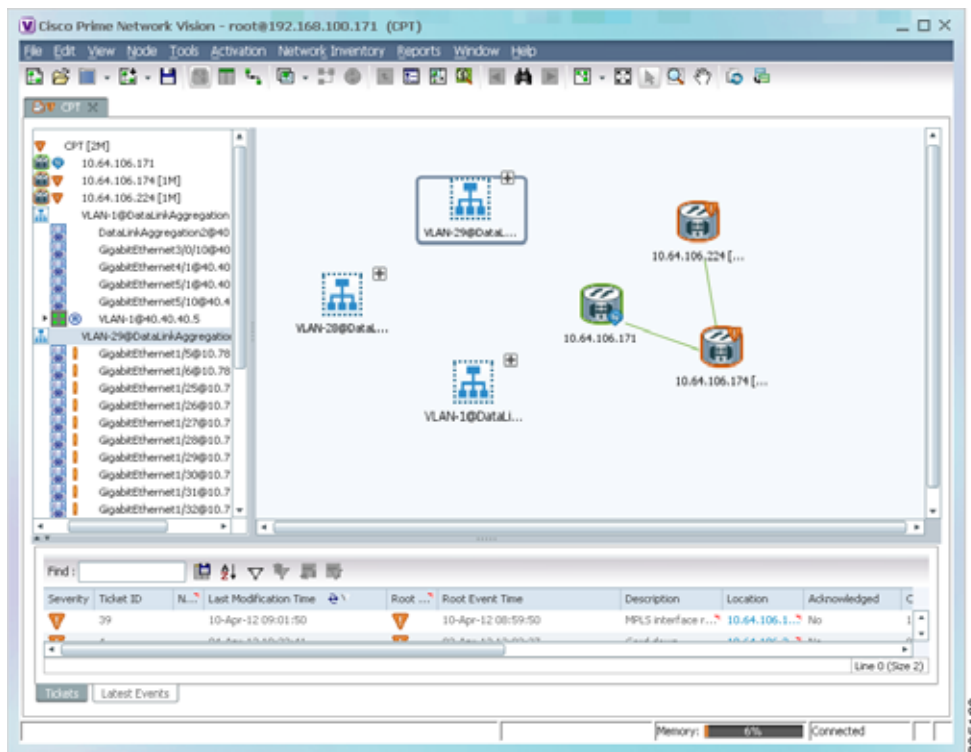 Cisco Prime Network Vision - root@192.168.100.171 (CPT)
File Edit View Node Tools Activation Network Inventory Reports Window Help
CPT
CPT [2M]
10.64.106.171
10.64.106.174 [1M]
10.64.106.224 [1M]
VLAN-1@DataLinkAggregation
DataLinkAggregation2@40
GigabitEthernet3/0/10@40
GigabitEthernet4/1@40.40
GigabitEthernet5/1@40.40
GigabitEthernet5/10@40.4
VLAN-1@40.40.40.5
VLAN-29@DataLinkAggregatio
GigabitEthernet1/5@10.78
GigabitEthernet1/6@10.78
GigabitEthernet1/25@10.7
GigabitEthernet1/26@10.7
GigabitEthernet1/27@10.7
GigabitEthernet1/28@10.7
GigabitEthernet1/29@10.7
GigabitEthernet1/30@10.7
GigabitEthernet1/31@10.7
GigabitEthernet1/32@10.7
VLAN-29@DataL...
10.64.106.224 [...
VLAN-28@DataL...
10.64.106.171
10.64.106.174 [...
VLAN-1@DataLi...
Find :
Severity Ticket ID N... Last Modification Time Root ... Root Event Time Description Location Acknowledged C
39 10-Apr-12 09:01:50 10-Apr-12 08:59:50 MPLS interface r... 10.64.106.1... No 1
Line 0 (Size 2)
Tickets Latest Events
Memory: 6% Connected